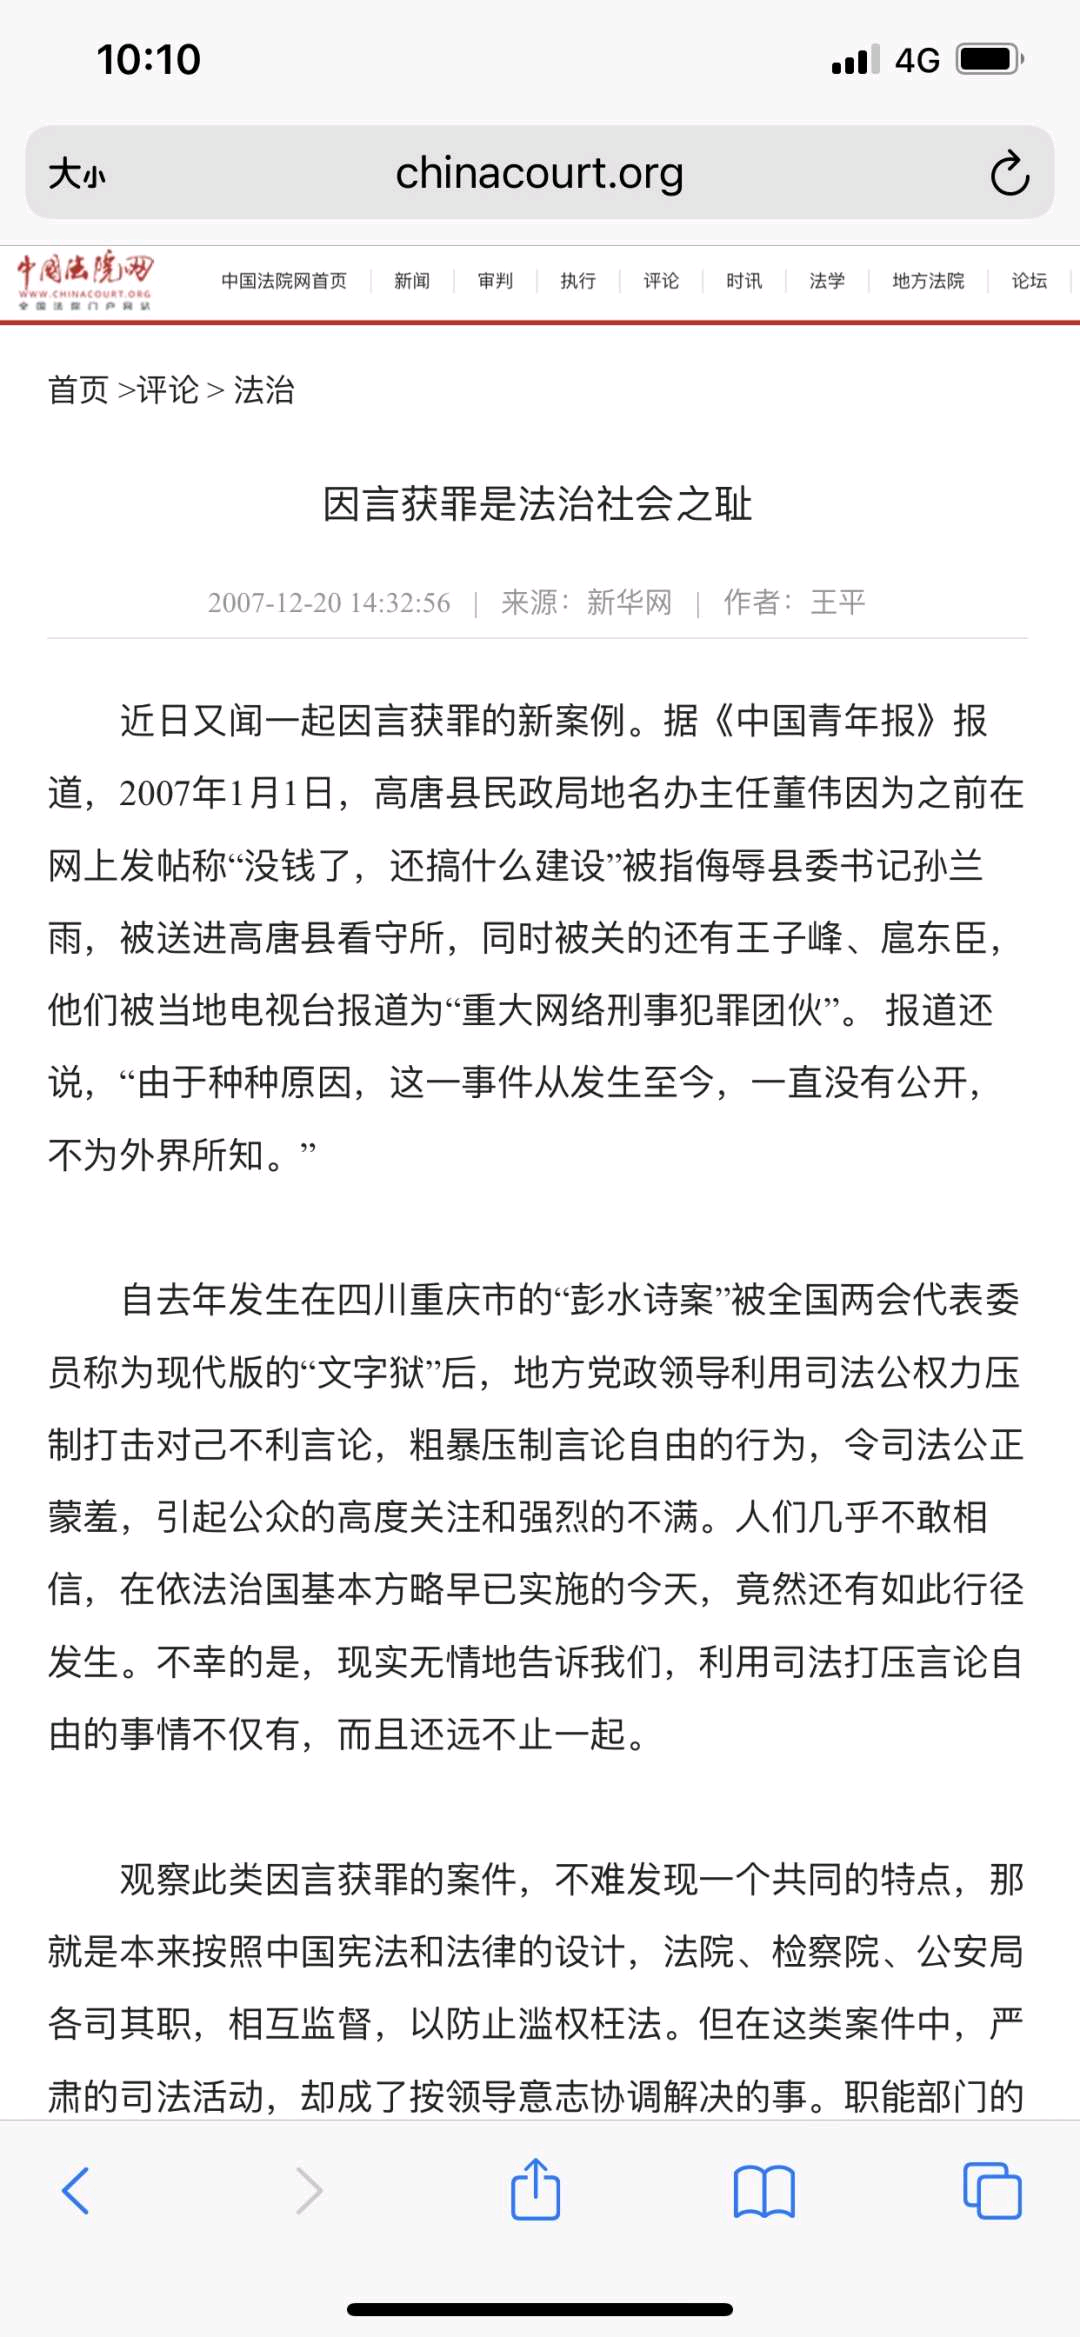 10:10
4G
大小
chinacourt.org
中国法院网
WWW.CHINACOURT.ORG
全国法院门户网站
中国法院网首页 | 新闻 | 审判 | 执行 | 评论 | 时讯 | 法学 | 地方法院 | 论坛 |
首页 >评论 > 法治
因言获罪是法治社会之耻
2007-12-20 14:32:56 | 来源：新华网 | 作者：王平
近日又闻一起因言获罪的新案例。据《中国青年报》报
道，2007年1月1日，高唐县民政局地名办主任董伟因为之前在
网上发帖称“没钱了，还搞什么建设”被指侮辱县委书记孙兰
雨，被送进高唐县看守所，同时被关的还有王子峰、扈东臣，
他们被当地电视台报道为“重大网络刑事犯罪团伙”。 报道还
说，“由于种种原因，这一事件从发生至今，一直没有公开，
不为外界所知。”
自去年发生在四川重庆市的“彭水诗案”被全国两会代表委
员称为现代版的“文字狱”后，地方党政领导利用司法公权力压
制打击对己不利言论，粗暴压制言论自由的行为，令司法公正
蒙羞，引起公众的高度关注和强烈的不满。人们几乎不敢相
信，在依法治国基本方略早已实施的今天，竟然还有如此行径
发生。不幸的是，现实无情地告诉我们，利用司法打压言论自
由的事情不仅有，而且还远不止一起。
观察此类因言获罪的案件，不难发现一个共同的特点，那
就是本来按照中国宪法和法律的设计，法院、检察院、公安局
各司其职，相互监督，以防止滥权枉法。但在这类案件中，严
肃的司法活动，却成了按领导意志协调解决的事。职能部门的